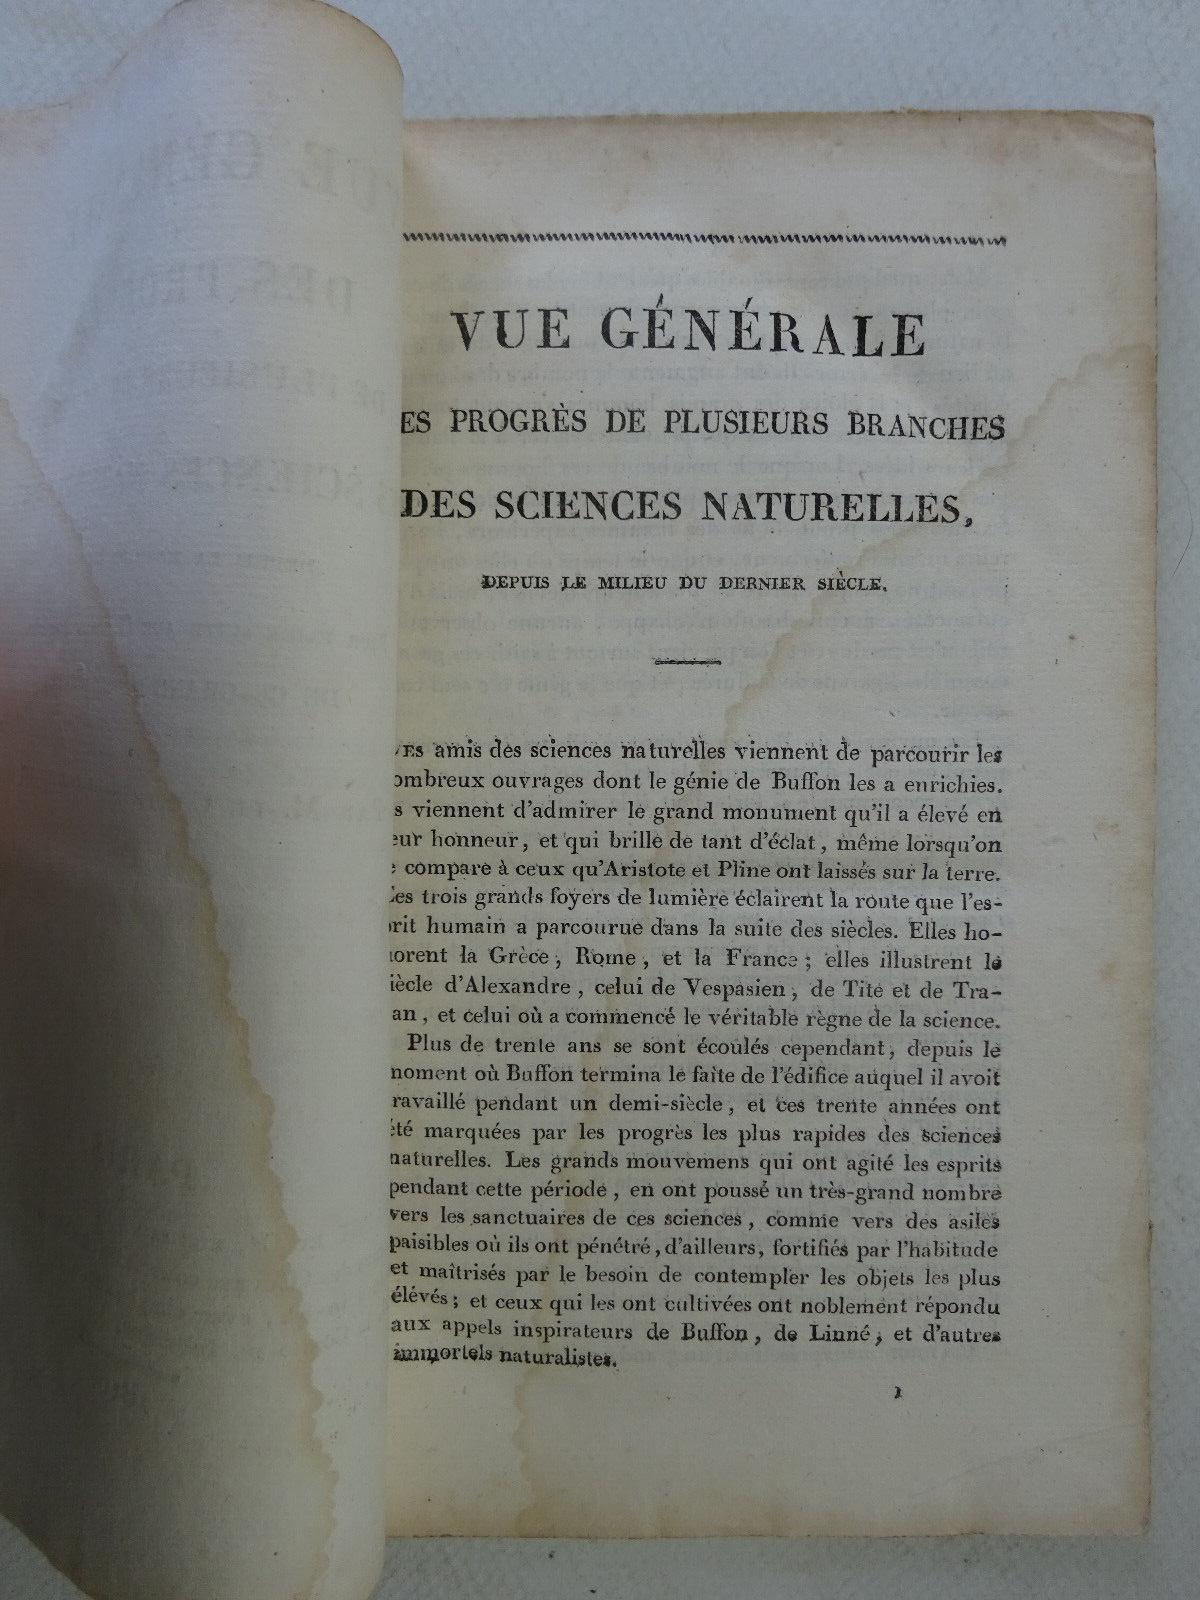 VUE GÉNÉRALE
ES PROGRÈS DE PLUSIEURS BRANCHES
DES SCIENCES NATURELLES,
DEPUIS LE MILIEU DU DERNIER SIÈCLE.
ES amis des sciences naturelles viennent de parcourir les
ombreux ouvrages dont le génie de Buffon les a enrichies.
s viennent d'admirer le grand monument qu'il a élevé en
eur honneur, et qui brille de tant d'éclat, même lorsqu'on
compare à ceux qu'Aristote et Pline ont laissés sur la terre.
es trois grands foyers de lumière éclairent la route que l'es-
rit humain a parcourue dans la suite des siècles. Elles ho-
orent la Grèce, Rome, et la France; elles illustrent le
iècle d'Alexandre, celui de Vespasien, de Tite et de Tra-
an, et celui où a commencé le véritable règne de la science.
Plus de trente ans se sont écoulés cependant, depuis le
moment où Buffon termina le faîte de l'édifice auquel il avoit
ravaillé pendant un demi-siècle, et ces trente années ont
été marquées par les progrès les plus rapides des sciences
naturelles. Les grands mouvemens qui ont agité les esprits
pendant cette période, en ont poussé un très-grand nombre
vers les sanctuaires de ces sciences, comme vers des asiles
paisibles où ils ont pénétré, d'ailleurs, fortifiés par l'habitude
et maîtrisés par le besoin de contempler les objets les plus
élévés; et ceux qui les ont cultivées ont noblement répondu
aux appels inspirateurs de Buffon, de Linné, et d'autres
immortels naturalistes.
1